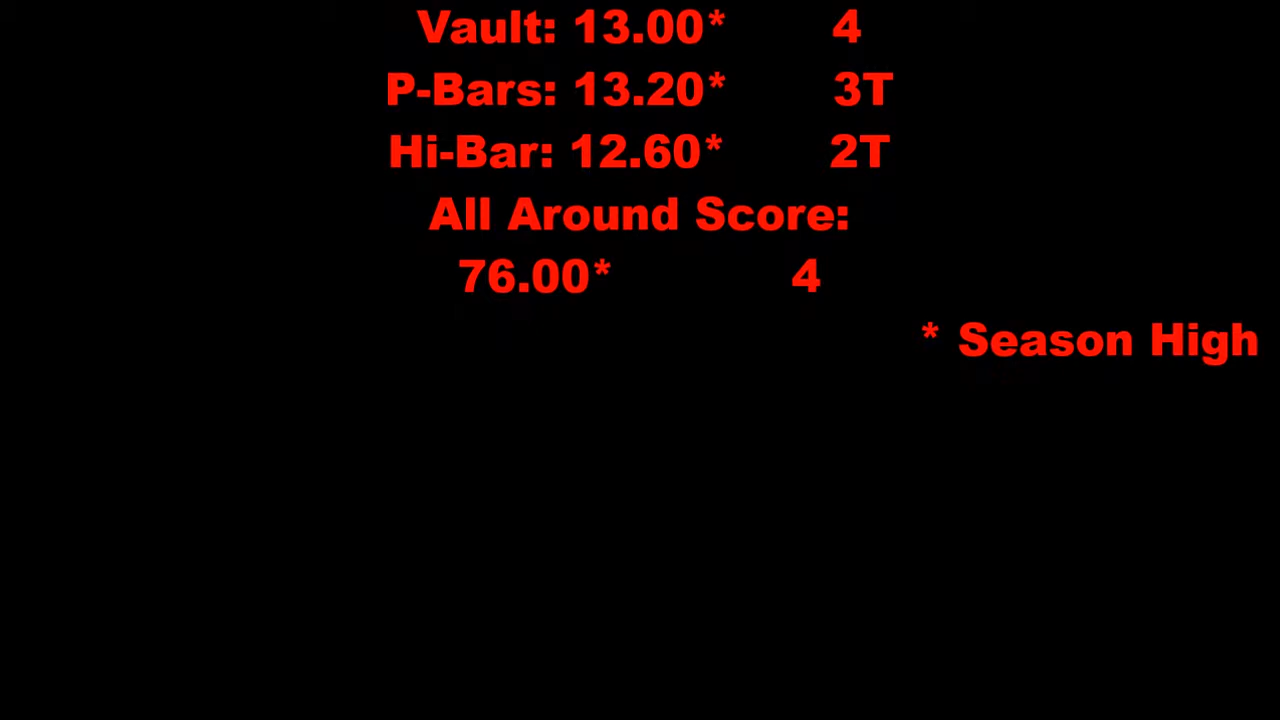 Vault: 13.00* 4
P-Bars: 13.20* 3T
Hi-Bar: 12.60* 2T
All Around Score:
76.00* 4
* Season High